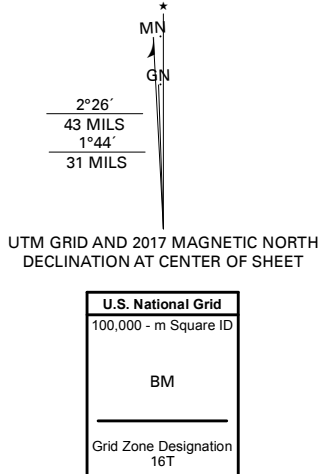 ★
MN
GN
2°26´
43 MILS
1°44´
31 MILS
UTM GRID AND 2017 MAGNETIC NORTH
DECLINATION AT CENTER OF SHEET
U.S. National Grid
100,000 - m Square ID
BM
Grid Zone Designation
16T